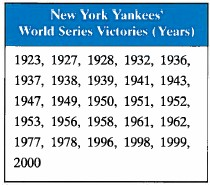 New York Yankees'
World Series Victories (Years)
1923, 1927, 1928, 1932, 1936,
1937, 1938, 1939, 1941, 1943,
1947, 1949, 1950, 1951, 1952,
1953, 1956, 1958, 1961, 1962,
1977, 1978, 1996, 1998, 1999,
2000